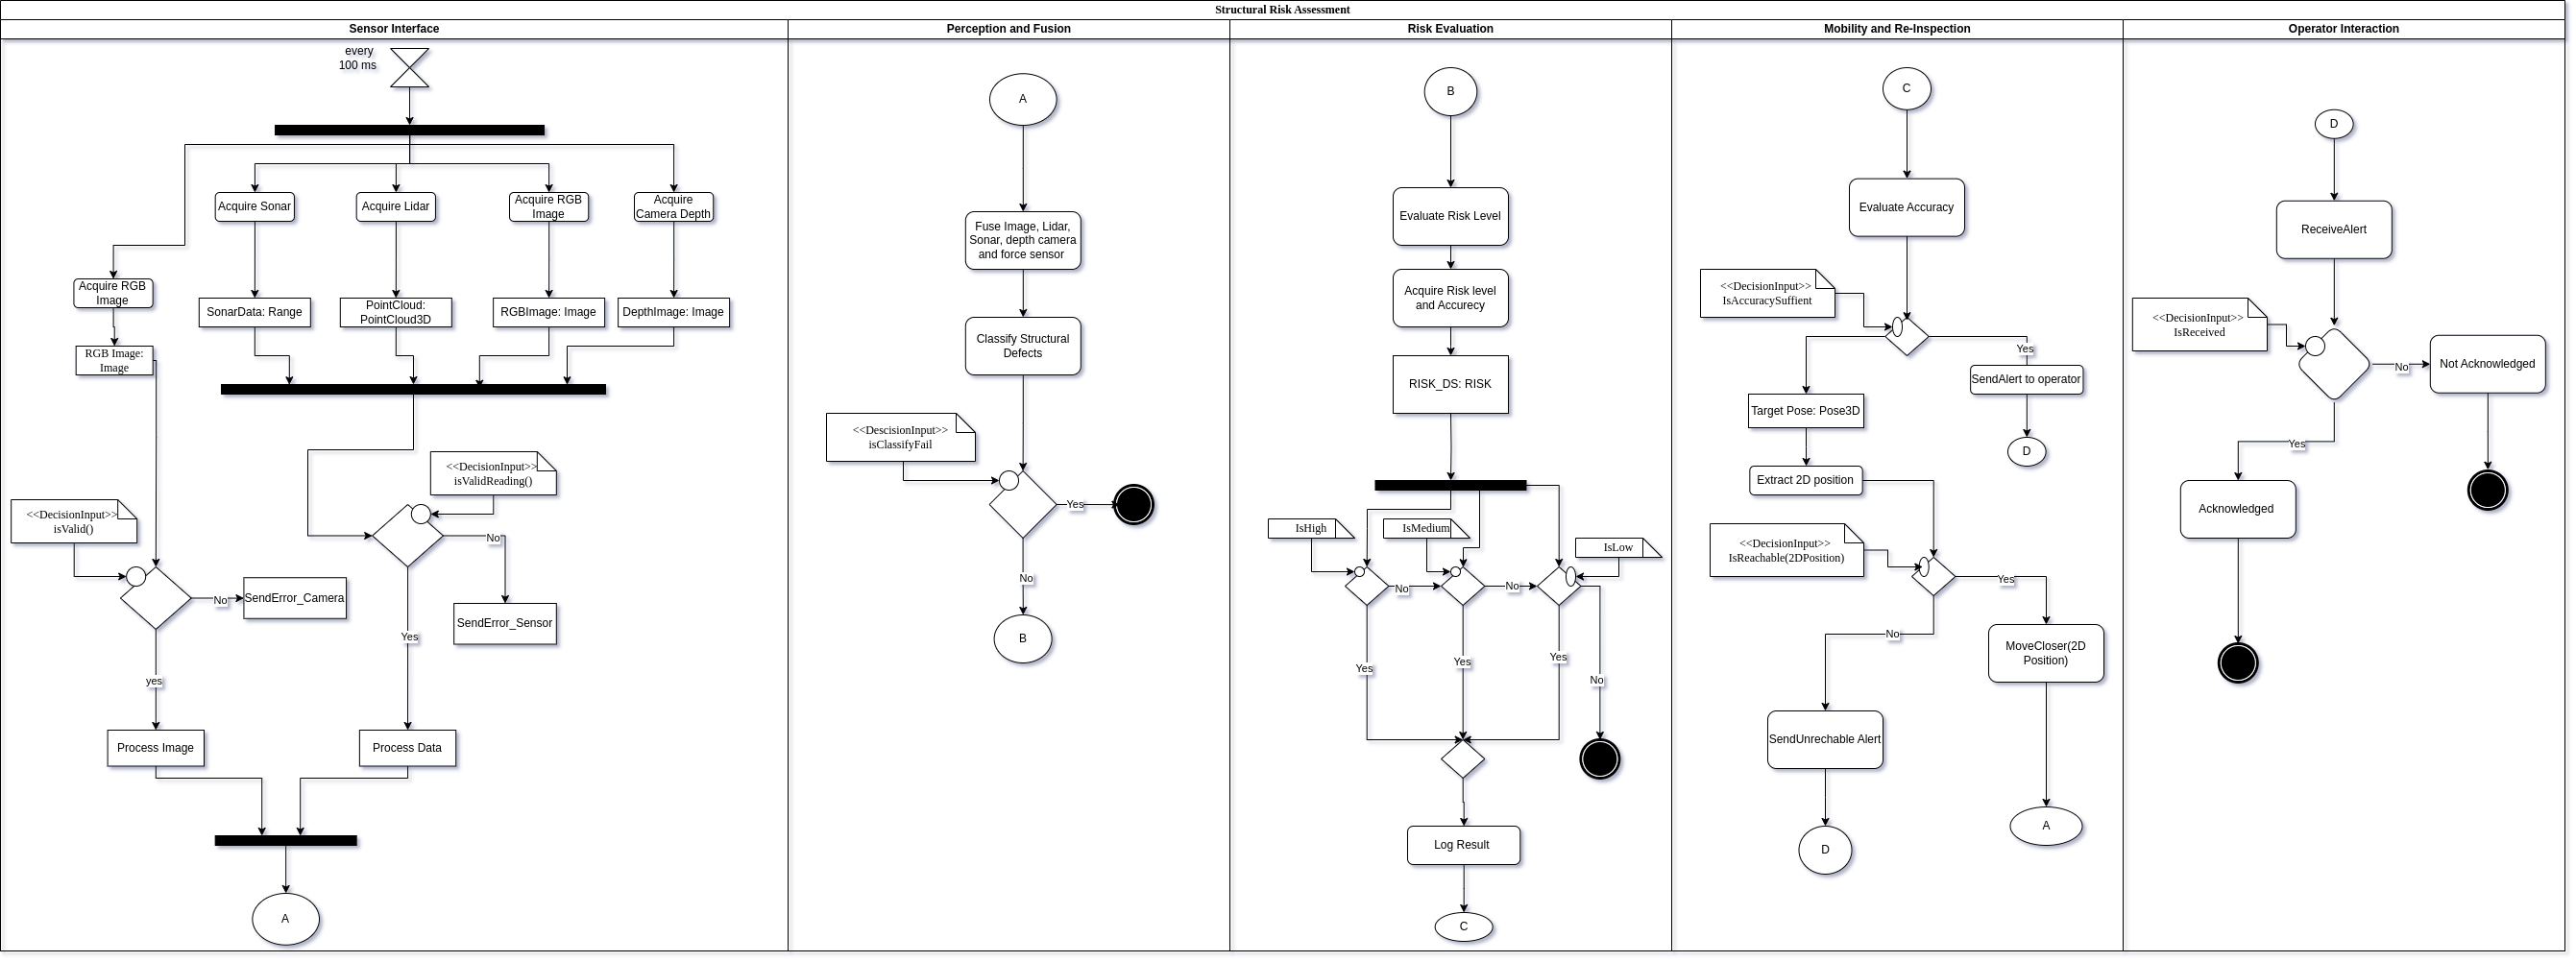 Structural Risk Assessment
Sensor Interface
every
100 ms
Acquire Sonar
Acquire Lidar
Acquire RGB
Image
Acquire
Camera Depth
Acquire RGB
Image
SonarData: Range
PointCloud:
PointCloud3D
RGBImage: Image
DepthImage: Image
RGB Image:
Image
<<DecisionInput>>
isValidReading()
<<DecisionInput>>
isValid()
No
No
SendError_Camera
SendError_Sensor
Yes
yes
Process Image
Process Data
A
Perception and Fusion
A
Fuse Image, Lidar,
Sonar, depth camera
and force sensor
Classify Structural
Defects
<<DescisionInput>>
isClassifyFail
Yes
No
B
Risk Evaluation
B
Evaluate Risk Level
Acquire Risk level
and Accurecy
RISK_DS: RISK
IsHigh
IsMedium
IsLow
No
No
Yes
Yes
Yes
No
Log Result
C
Mobility and Re-Inspection
C
Evaluate Accuracy
<<DecisionInput>>
IsAccuracySuffient
Yes
SendAlert to operator
Target Pose: Pose3D
D
Extract 2D position
<<DecisionInput>>
IsReachable(2DPosition)
Yes
No
MoveCloser(2D
Position)
SendUnrechable Alert
A
D
Operator Interaction
D
ReceiveAlert
<<DecisionInput>>
IsReceived
No
Not Acknowledged
Yes
Acknowledged